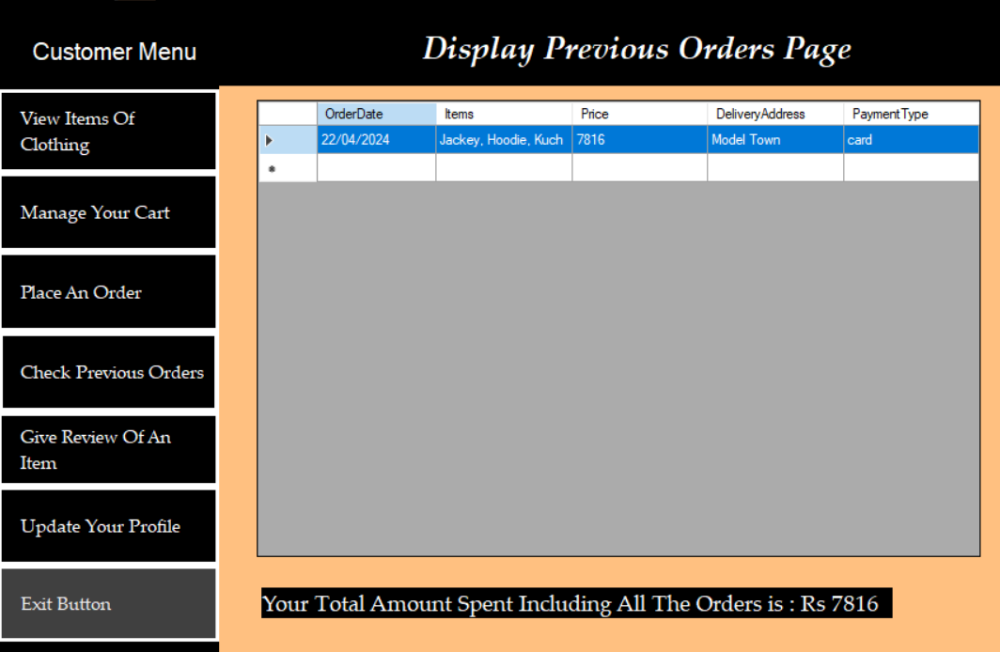 Customer Menu
Display Previous Orders Page
View Items Of
Clothing
Manage Your Cart
Place An Order
Check Previous Orders
Give Review Of An
Item
Update Your Profile
Exit Button
OrderDate Items Price DeliveryAddress PaymentType
22/04/2024 Jackey, Hoodie, Kuch 7816 Model Town card
Your Total Amount Spent Including All The Orders is : Rs 7816